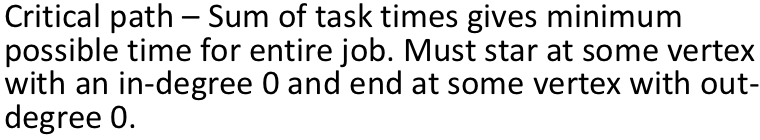 Critical path – Sum of task times gives minimum
possible time for entire job. Must star at some vertex
with an in-degree 0 and end at some vertex with out-
degree 0.